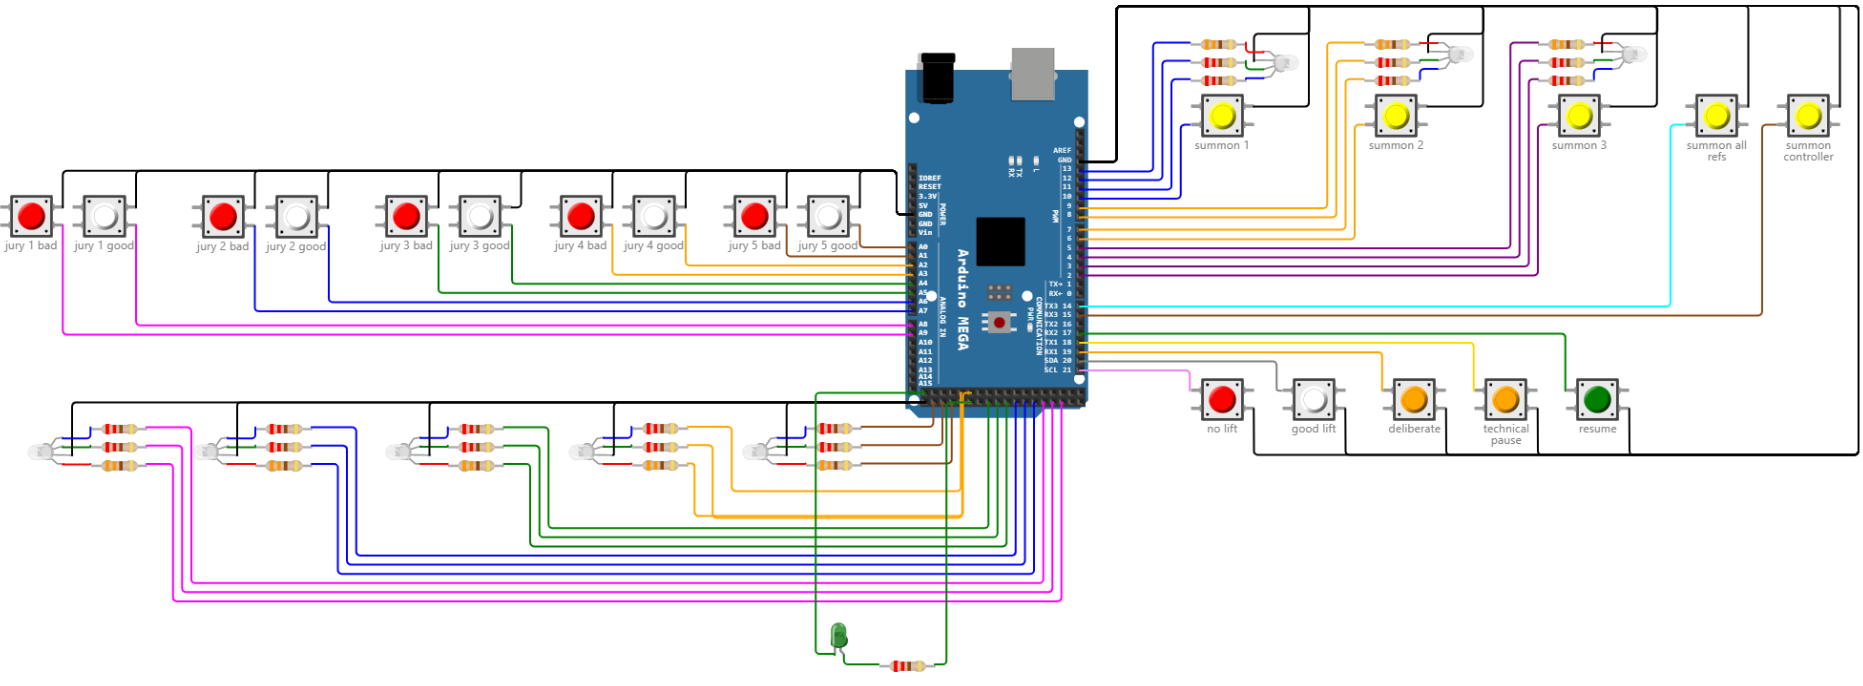 AREF
GND
13
12
11
10
9
8
7
6
5
4
3
2
TX→ 1
RX← 0
TX3 14
RX3 15
TX2 16
RX2 17
TX1 18
RX1 19
SDA 20
SCL 21
PWM
COMMUNICATION
RX
TX
L
PWR
IOREF
RESET
3.3V
5V
GND
GND
Vin
POWER
A0
A1
A2
A3
A4
A5
A6
A7
A8
A9
A10
A11
A12
A13
A14
A15
ANALOG IN
Arduino MEGA
summon 1
summon 2
summon 3
summon all
refs
summon
controller
jury 1 bad
jury 1 good
jury 2 bad
jury 2 good
jury 3 bad
jury 3 good
jury 4 bad
jury 4 good
jury 5 bad
jury 5 good
no lift
good lift
deliberate
technical
pause
resume